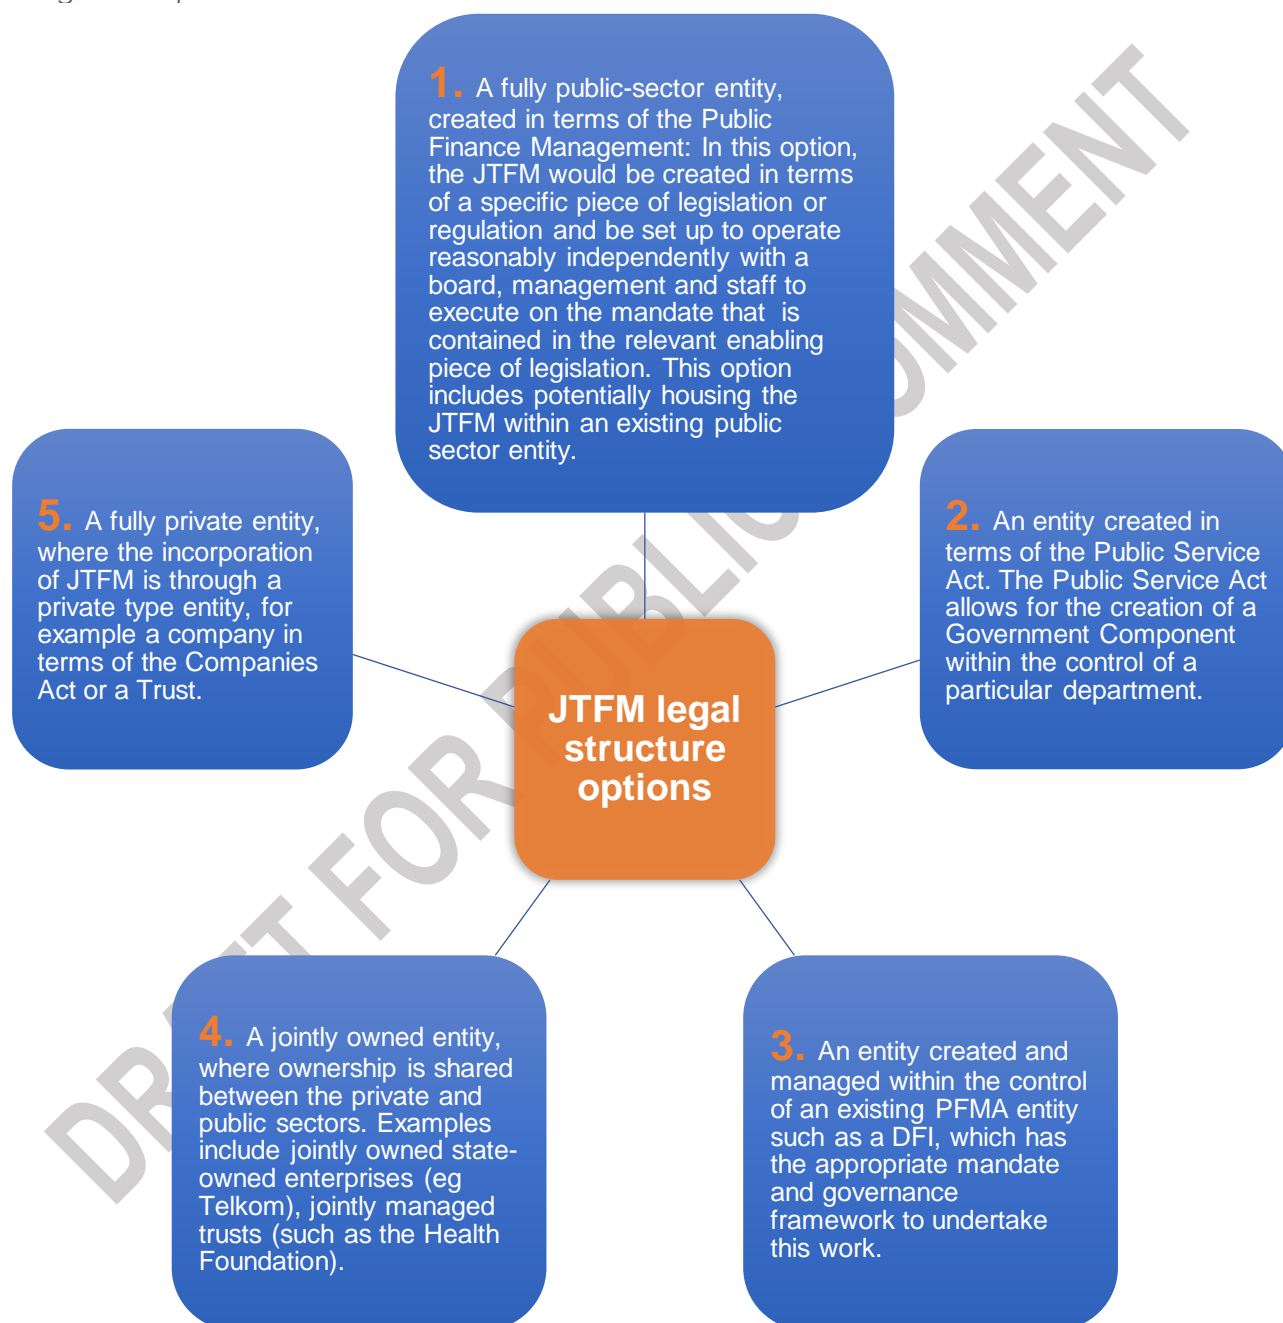 1. A fully public-sector entity,
created in terms of the Public
Finance Management: In this option,
the JTFM would be created in terms
of a specific piece of legislation or
regulation and be set up to operate
reasonably independently with a
board, management and staff to
execute on the mandate that is
contained in the relevant enabling
piece of legislation. This option
includes potentially housing the
JTFM within an existing public
sector entity.
2. An entity created in
terms of the Public Service
Act. The Public Service Act
allows for the creation of a
Government Component
within the control of a
particular department.
3. An entity created and
managed within the control
of an existing PFMA entity
such as a DFI, which has
the appropriate mandate
and governance
framework to undertake
this work.
4. A jointly owned entity,
where ownership is shared
between the private and
public sectors. Examples
include jointly owned state-
owned enterprises (eg
Telkom), jointly managed
trusts (such as the Health
Foundation).
5. A fully private entity,
where the incorporation
of JTFM is through a
private type entity, for
example a company in
terms of the Companies
Act or a Trust.
JTFM legal
structure
options
DRAFT FOR PUBLIC COMMENT